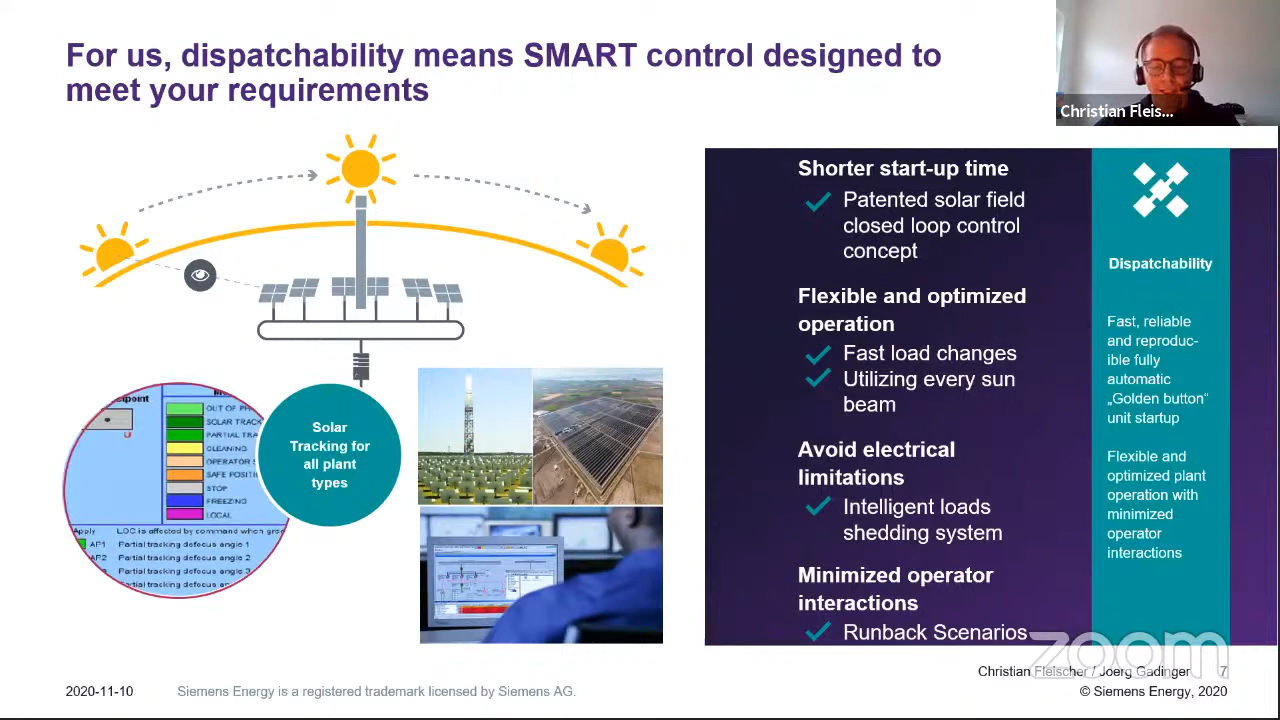 For us, dispatchability means SMART control designed to
meet your requirements
Christian Fleis...
Shorter start-up time
Patented solar field
closed loop control
concept
Flexible and optimized
operation
Fast load changes
Utilizing every sun
beam
Avoid electrical
limitations
Intelligent loads
shedding system
Minimized operator
interactions
Runback Scenarios
Dispatchability
Fast, reliable
and reproduc-
ible fully
automatic
„Golden button“
unit startup
Flexible and
optimized plant
operation with
minimized
operator
interactions
Solar
Tracking for
all plant
types
OUT OF PH
SOLAR TRACK
PARTIAL TRA
CLEANING
OPERATOR S
SAFE POSITI
STOP
FREEZING
LOCAL
Apply
LOC is affected by command when gro
AP1 Partial tracking defocus angle 1
AP2 Partial tracking defocus angle 2
Partial tracking defocus angle 3
2020-11-10
Siemens Energy is a registered trademark licensed by Siemens AG.
Christian Fleischer / Joerg Gadinger 7
© Siemens Energy, 2020
zoom